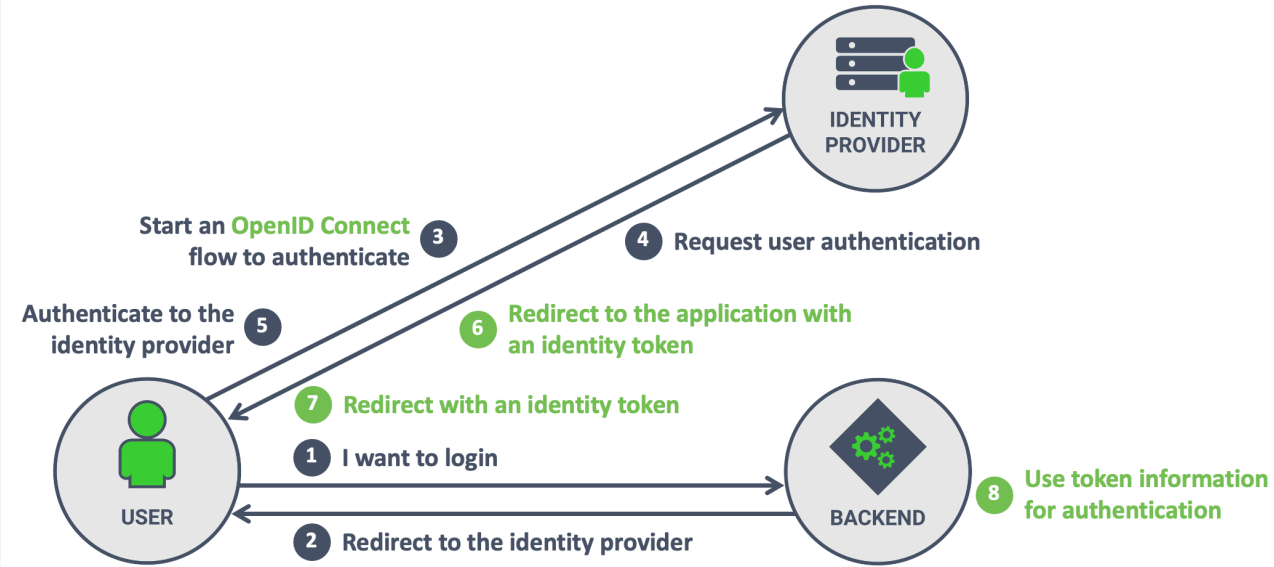 IDENTITY
PROVIDER
Start an OpenID Connect
flow to authenticate
3
4 Request user authentication
Authenticate to the
identity provider
5
6 Redirect to the application with
an identity token
7 Redirect with an identity token
1 I want to login
USER
BACKEND
8 Use token information
for authentication
2 Redirect to the identity provider